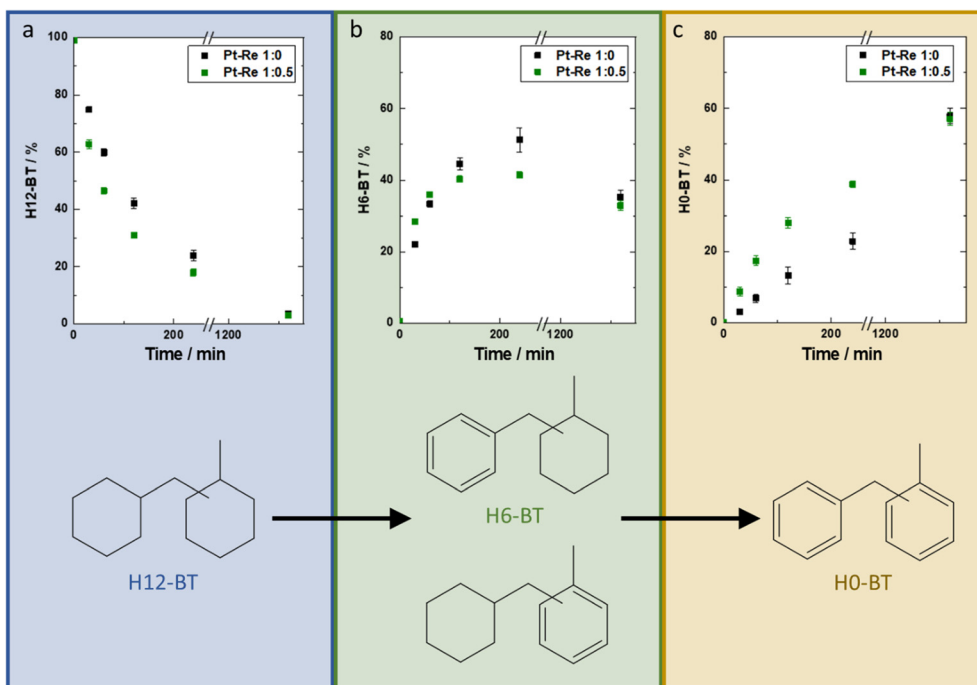 a
100
80
60
40
20
0
H12-BT / %
Pt-Re 1:0
Pt-Re 1:0.5
0
200
1200
Time / min
b
80
60
40
20
0
H6-BT / %
Pt-Re 1:0
Pt-Re 1:0.5
0
200
1200
Time / min
c
80
60
40
20
0
H0-BT / %
Pt-Re 1:0
Pt-Re 1:0.5
0
200
1200
Time / min
H12-BT
H6-BT
H0-BT